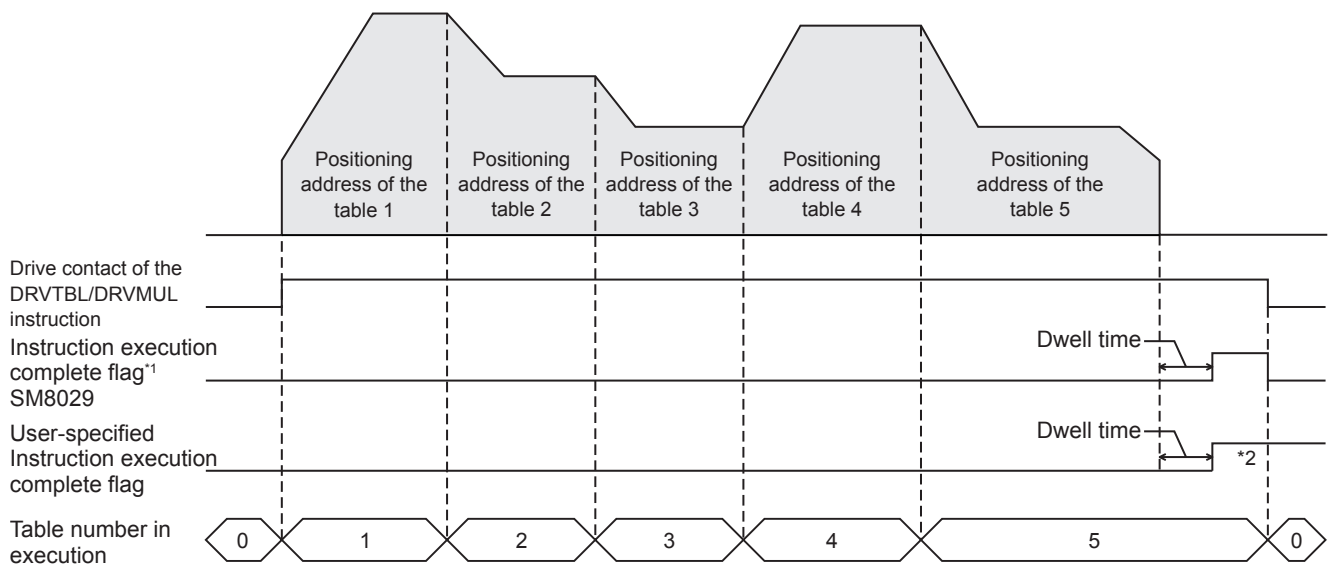 Positioning
address of the
table 1
Positioning
address of the
table 2
Positioning
address of the
table 3
Positioning
address of the
table 4
Positioning
address of the
table 5
Drive contact of the
DRVTBL/DRVMUL
instruction
Instruction execution
complete flag*1
SM8029
Dwell time
User-specified
Instruction execution
complete flag
Dwell time
*2
Table number in
execution
0 1 2 3 4 5 0